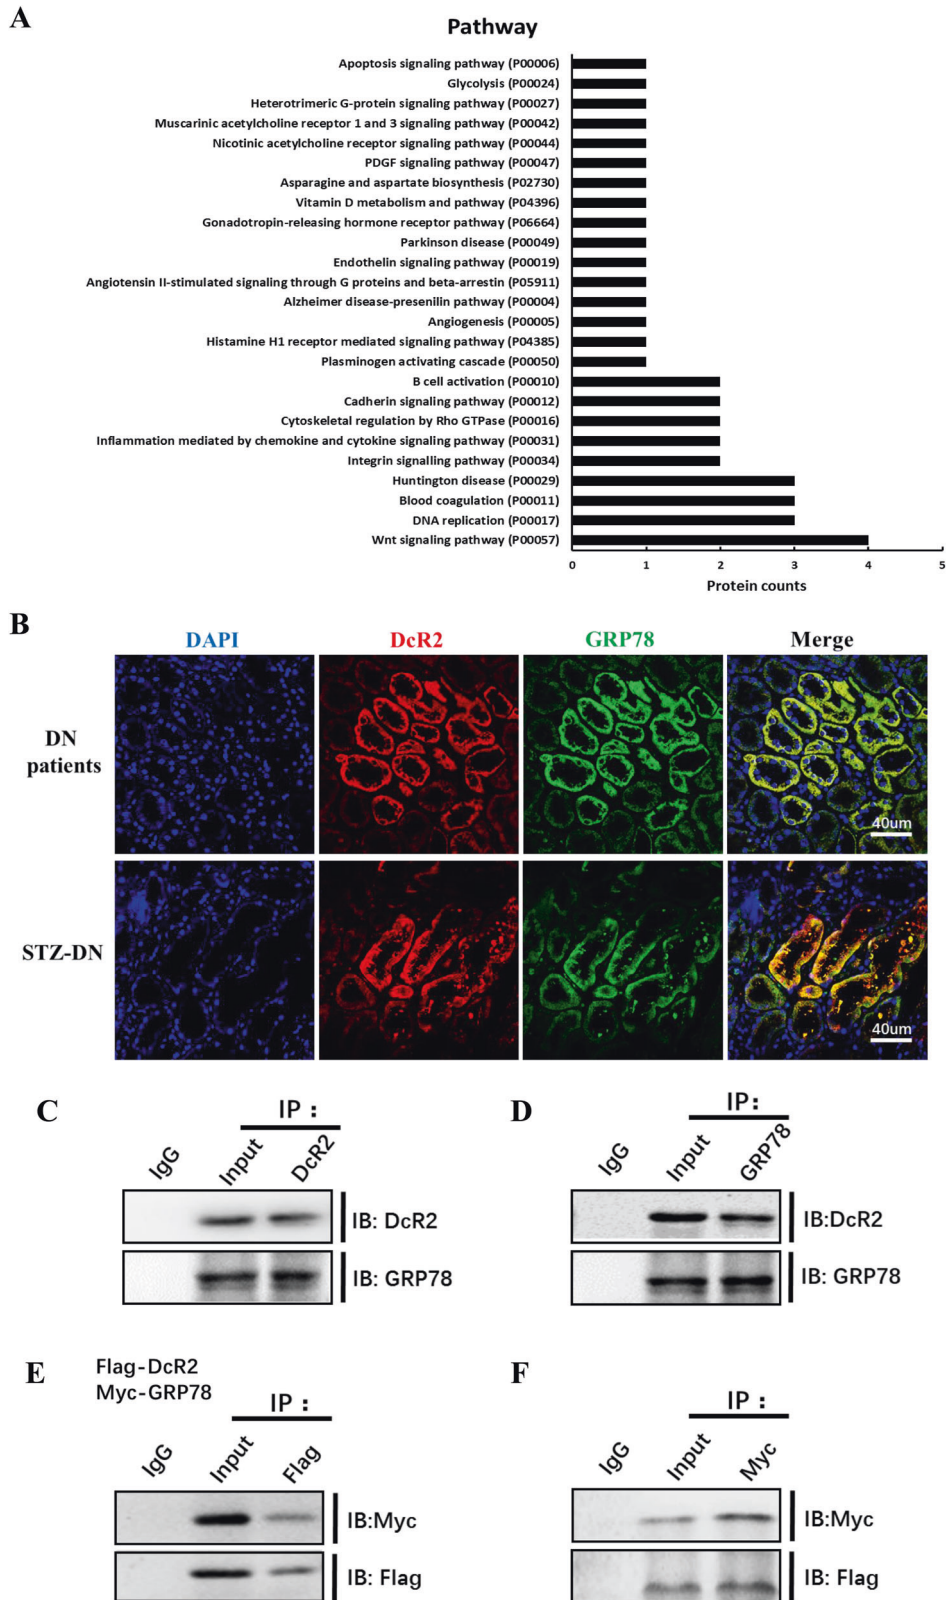 A
Pathway
Apoptosis signaling pathway (P00006)
Glycolysis (P00024)
Heterotrimeric G-protein signaling pathway (P00027)
Muscarinic acetylcholine receptor 1 and 3 signaling pathway (P00042)
Nicotinic acetylcholine receptor signaling pathway (P00044)
PDGF signaling pathway (P00047)
Asparagine and aspartate biosynthesis (P02730)
Vitamin D metabolism and pathway (P04396)
Gonadotropin-releasing hormone receptor pathway (P06664)
Parkinson disease (P00049)
Endothelin signaling pathway (P00019)
Angiotensin II-stimulated signaling through G proteins and beta-arrestin (P05911)
Alzheimer disease-presenilin pathway (P00004)
Angiogenesis (P00005)
Histamine H1 receptor mediated signaling pathway (P04385)
Plasminogen activating cascade (P00050)
B cell activation (P00010)
Cadherin signaling pathway (P00012)
Cytoskeletal regulation by Rho GTPase (P00016)
Inflammation mediated by chemokine and cytokine signaling pathway (P00031)
Integrin signalling pathway (P00034)
Huntington disease (P00029)
Blood coagulation (P00011)
DNA replication (P00017)
Wnt signaling pathway (P00057)
0 1 2 3 4 5
Protein counts
B
DAPI DcR2 GRP78 Merge
DN
patients
40um
STZ-DN
40um
C
IP :
IgG Input DcR2
IB: DcR2
IB: GRP78
D
IP:
IgG Input GRP78
IB:DcR2
IB: GRP78
E
Flag-DcR2
Myc-GRP78
IP :
IgG Input Flag
IB:Myc
IB: Flag
F
IP :
IgG Input Myc
IB:Myc
IB: Flag